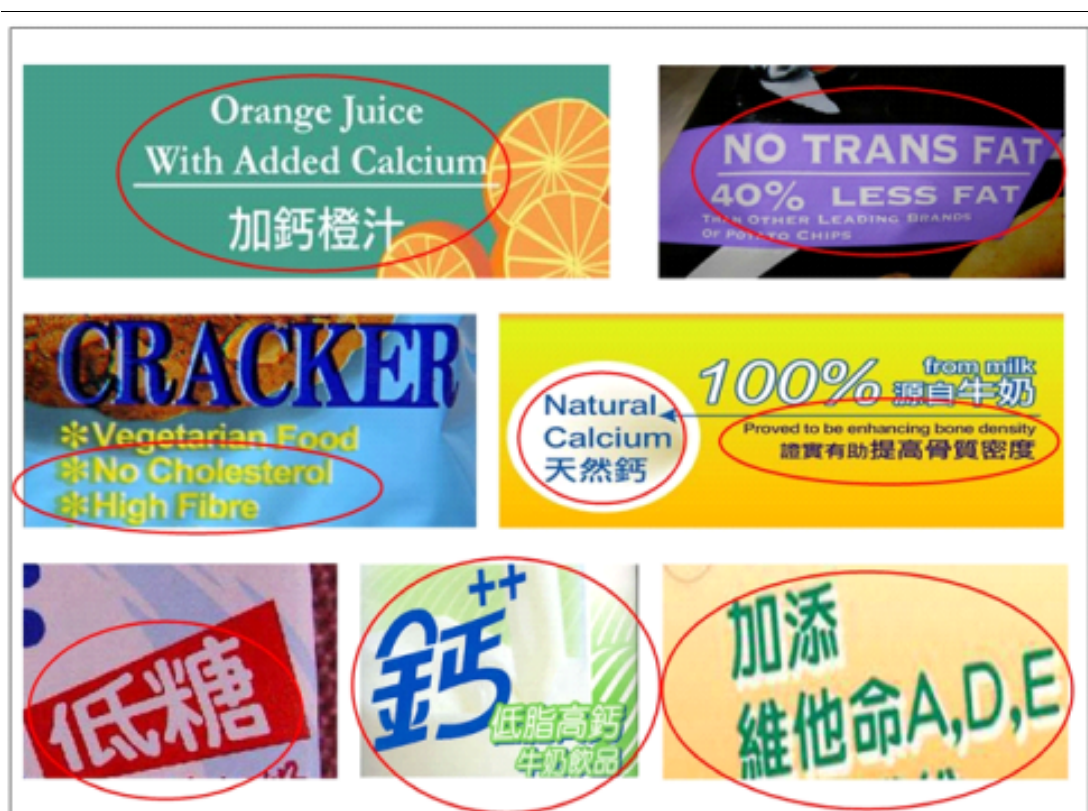 Orange Juice
With Added Calcium
加鈣橙汁
NO TRANS FAT
40% LESS FAT
THAN OTHER LEADING BRANDS
OF POTATO CHIPS
CRACKER
*Vegetarian Food
*No Cholesterol
*High Fibre
Natural
Calcium
天然鈣
100% from milk
源自牛奶
Proved to be enhancing bone density
證實有助提高骨質密度
低糖
鈣++
低脂高鈣
牛奶飲品
加添
維他命A,D,E